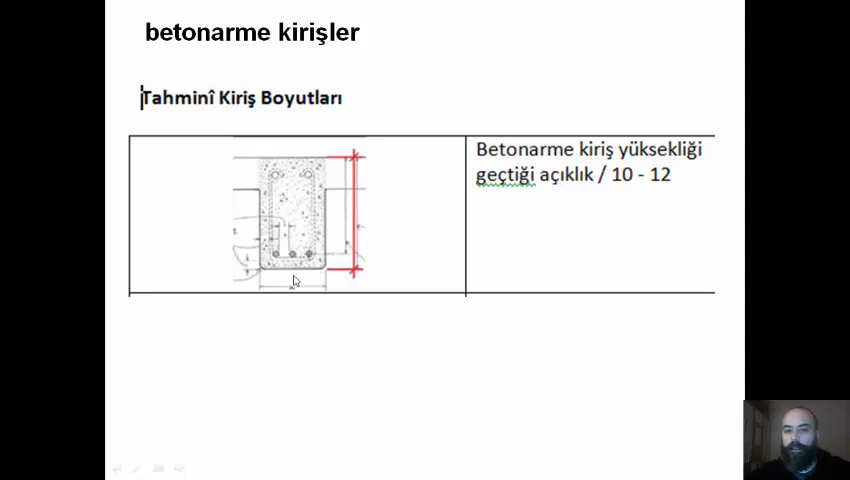 betonarme kirişler
Tahminî Kiriş Boyutları
Betonarme kiriş yüksekliği
geçtiği açıklık / 10 - 12